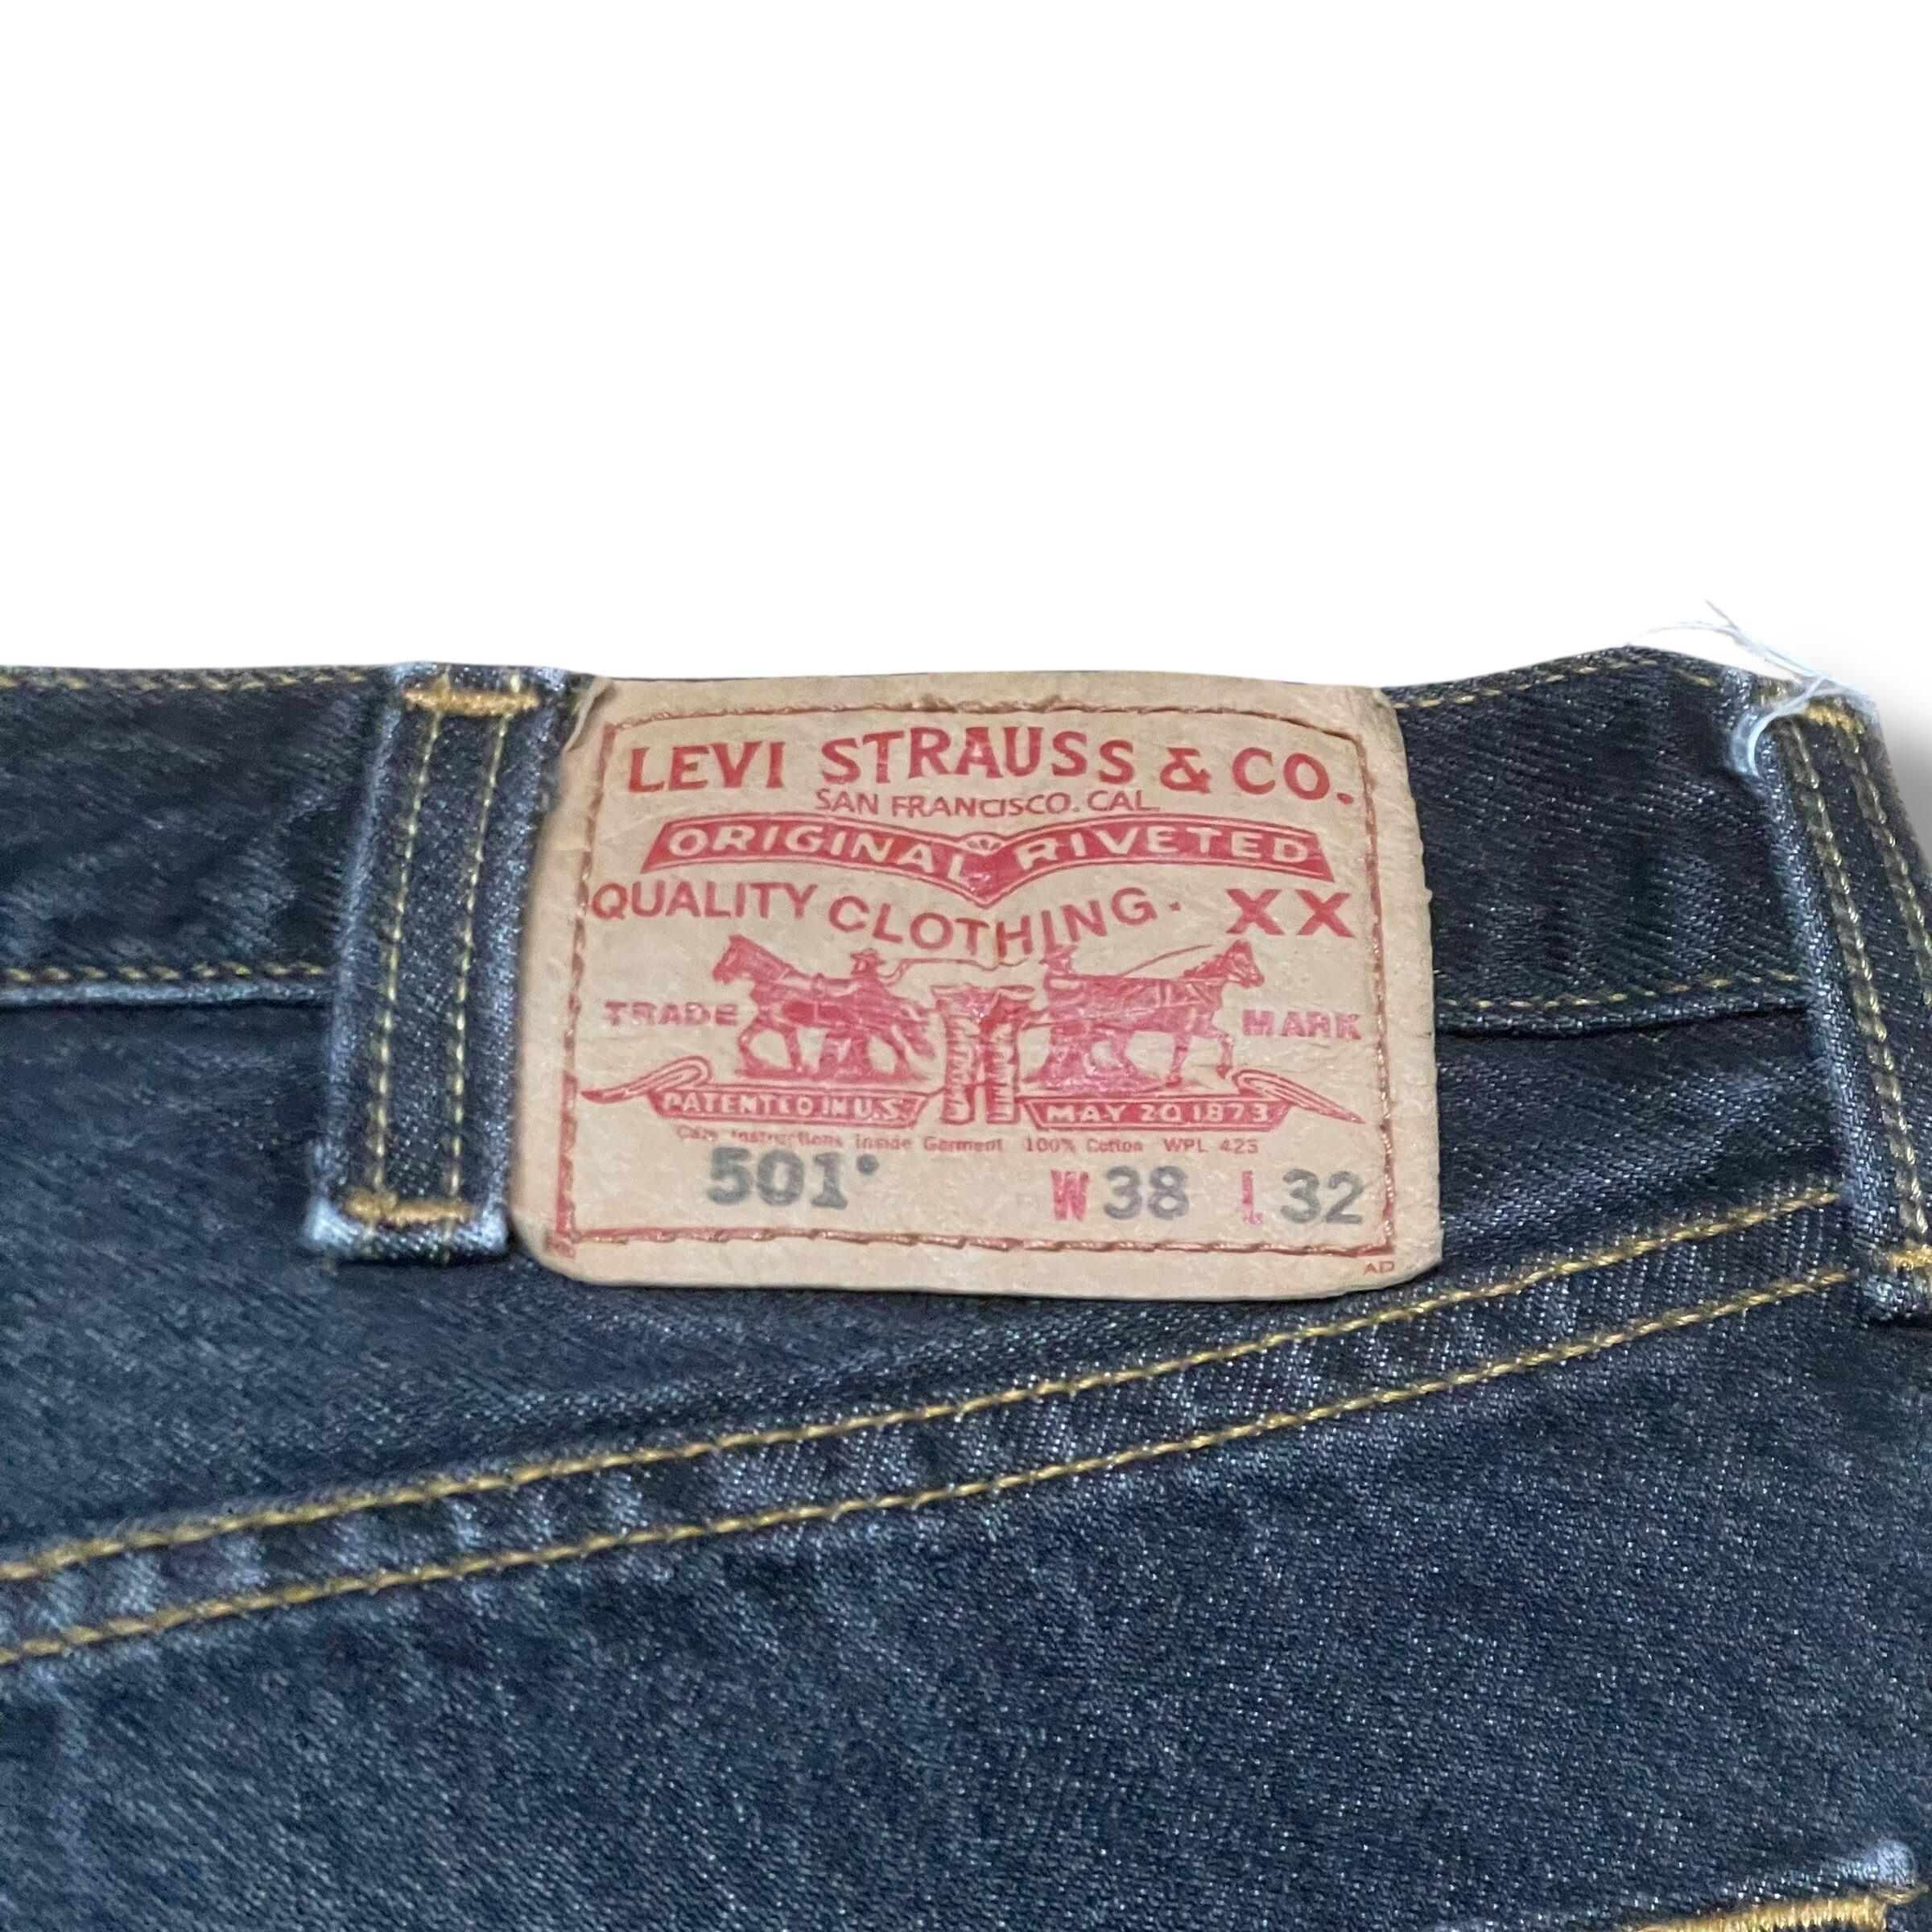 LEVI STRAUSS & CO.
SAN FRANCISCO. CAL.
ORIGINAL RIVETED
QUALITY CLOTHING. XX
TRADE MARK
PATENTED IN U.S. MAY 20 1873
Care Instructions Inside Garment 100% Cotton WPL 423
501® W 38 L 32
AD